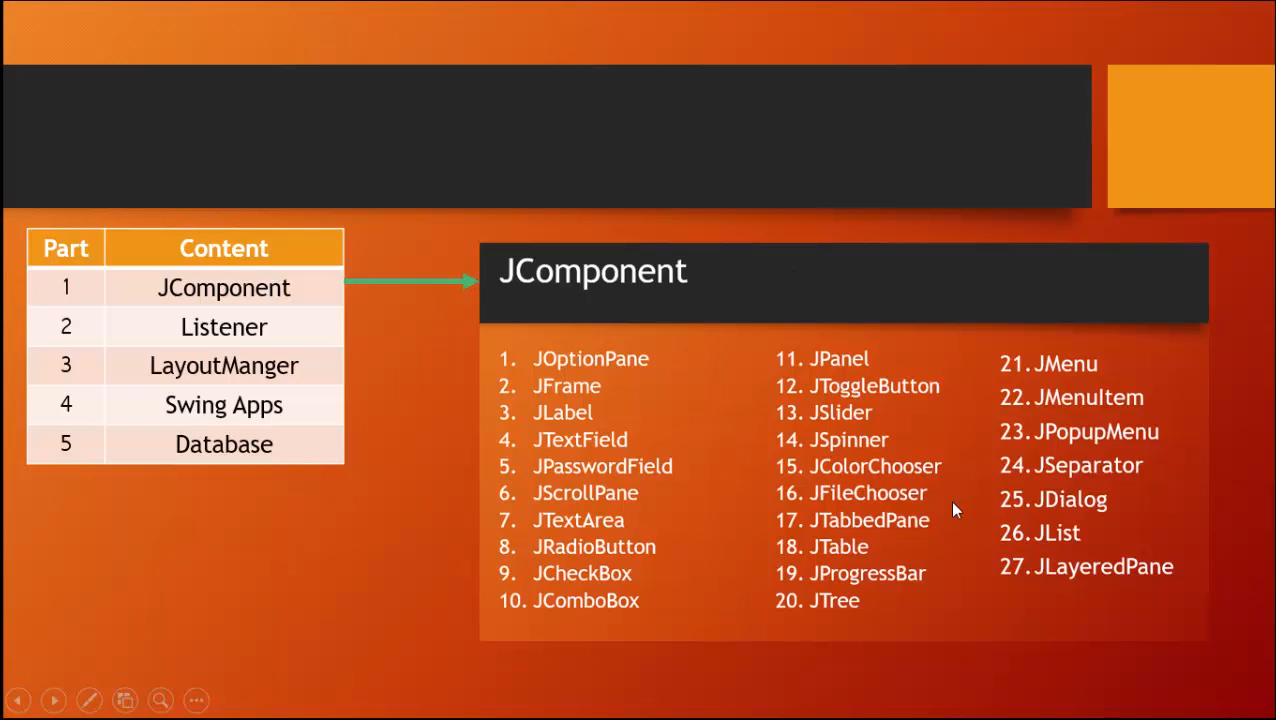 Part Content
1 JComponent
2 Listener
3 LayoutManger
4 Swing Apps
5 Database
JComponent
1. JOptionPane
2. JFrame
3. JLabel
4. JTextField
5. JPasswordField
6. JScrollPane
7. JTextArea
8. JRadioButton
9. JCheckBox
10. JComboBox
11. JPanel
12. JToggleButton
13. JSlider
14. JSpinner
15. JColorChooser
16. JFileChooser
17. JTabbedPane
18. JTable
19. JProgressBar
20. JTree
21. JMenu
22. JMenuItem
23. JPopupMenu
24. JSeparator
25. JDialog
26. JList
27. JLayeredPane